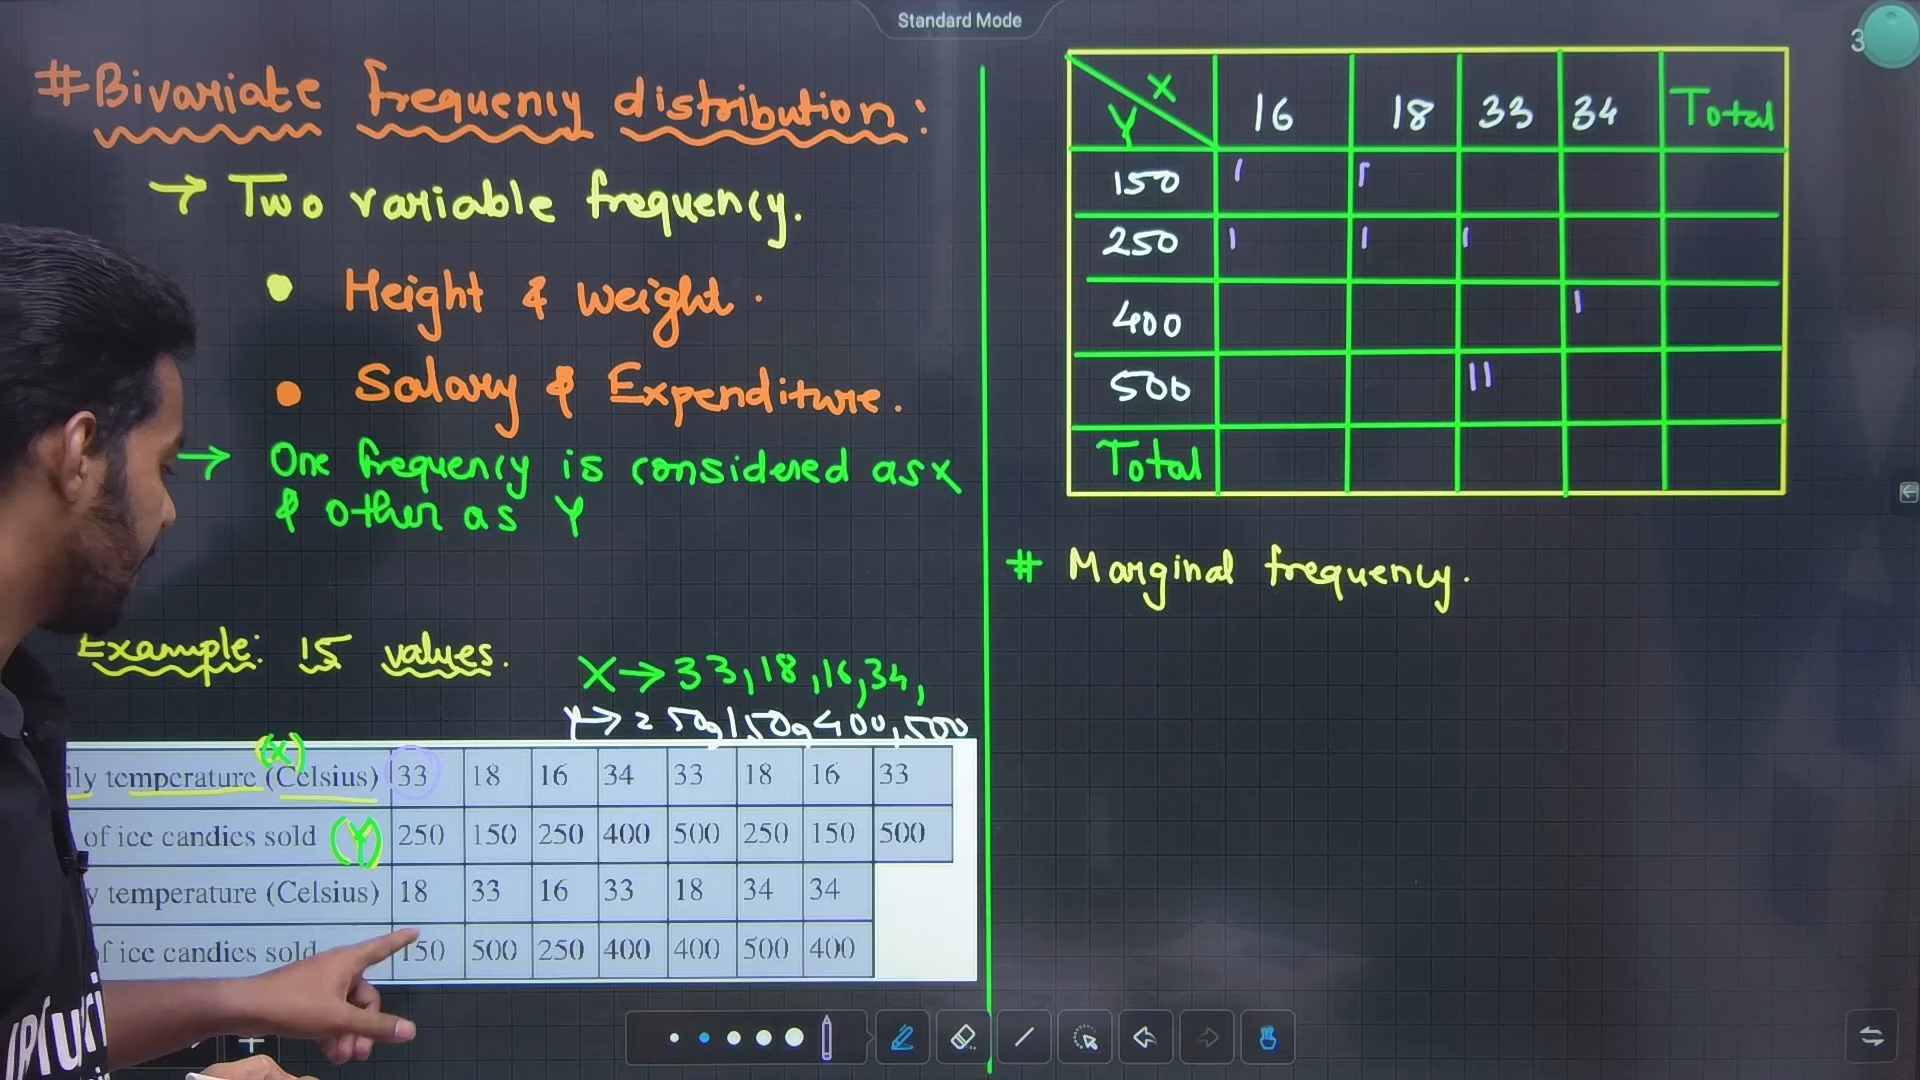 Standard Mode
3
#Bivariate frequency distribution:
→ Two variable frequency.
• Height & weight.
• Salary & Expenditure.
→ One frequency is considered as x
& other as Y
Example: 15 values.
X → 33, 18, 16, 34,
Y → 250, 150, 400, 500
(X)
ily temperature (Celsius) 33 18 16 34 33 18 16 33
of ice candies sold (Y) 250 150 250 400 500 250 150 500
y temperature (Celsius) 18 33 16 33 18 34 34
of ice candies sold 150 500 250 400 400 500 400
X
Y 16 18 33 34 Total
150 | |
250 | | |
400 |
500 ||
Total
# Marginal frequency.